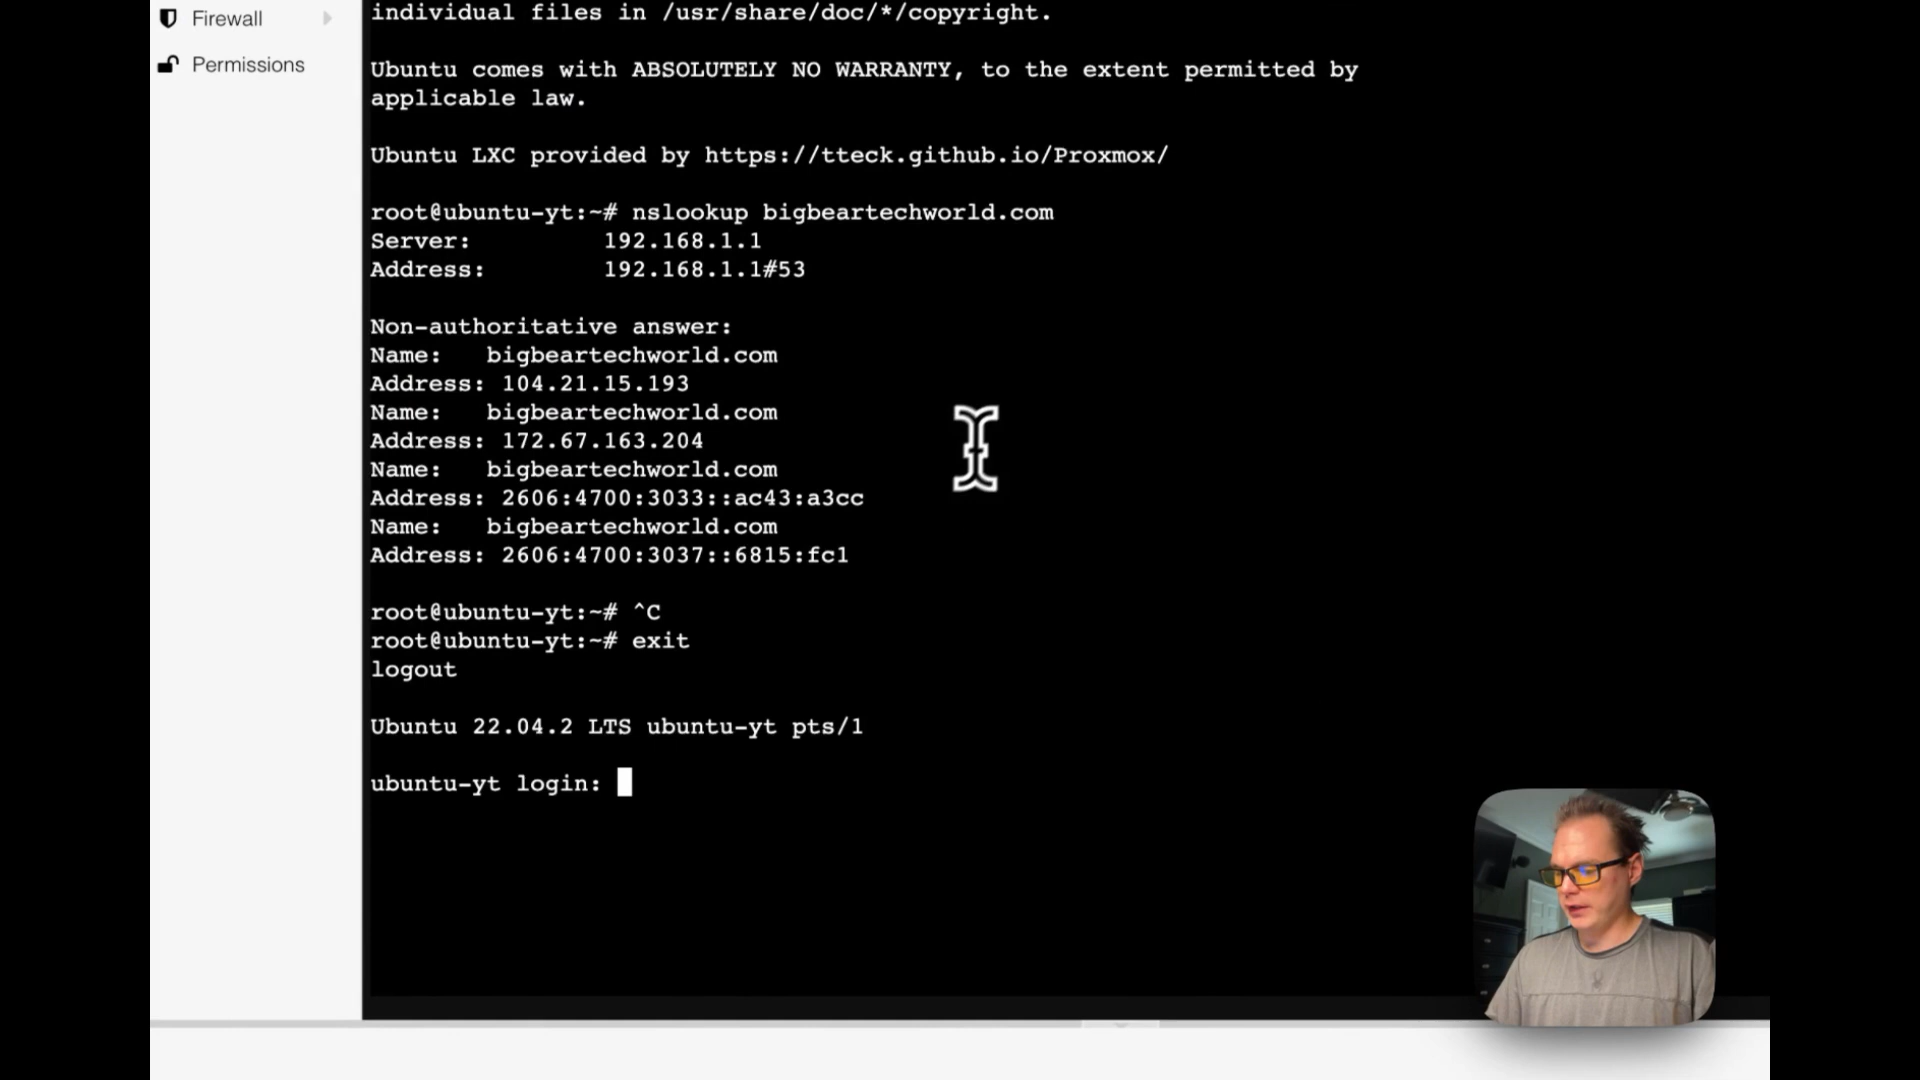 Firewall
Permissions
individual files in /usr/share/doc/*/copyright.
Ubuntu comes with ABSOLUTELY NO WARRANTY, to the extent permitted by
applicable law.
Ubuntu LXC provided by https://tteck.github.io/Proxmox/
root@ubuntu-yt:~# nslookup bigbeartechworld.com
Server: 192.168.1.1
Address: 192.168.1.1#53
Non-authoritative answer:
Name: bigbeartechworld.com
Address: 104.21.15.193
Name: bigbeartechworld.com
Address: 172.67.163.204
Name: bigbeartechworld.com
Address: 2606:4700:3033::ac43:a3cc
Name: bigbeartechworld.com
Address: 2606:4700:3037::6815:fc1
root@ubuntu-yt:~# ^C
root@ubuntu-yt:~# exit
logout
Ubuntu 22.04.2 LTS ubuntu-yt pts/1
ubuntu-yt login: